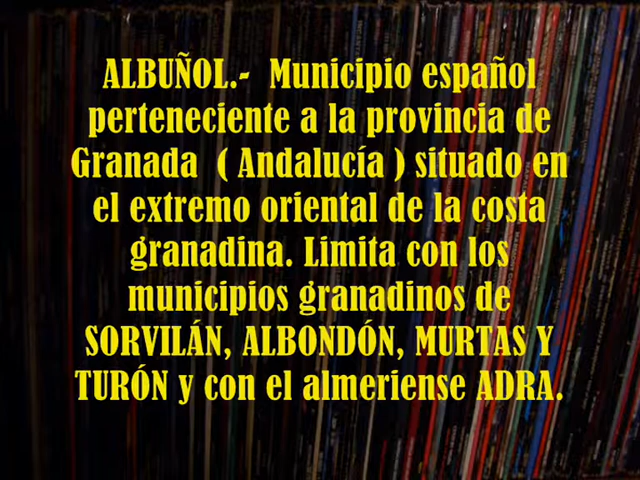 ALBUÑOL.-  Municipio español
perteneciente a la provincia de
Granada  ( Andalucía ) situado en
el extremo oriental de la costa
granadina. Limita con los
municipios granadinos de
SORVILÁN, ALBONDÓN, MURTAS Y
TURÓN y con el almeriense ADRA.